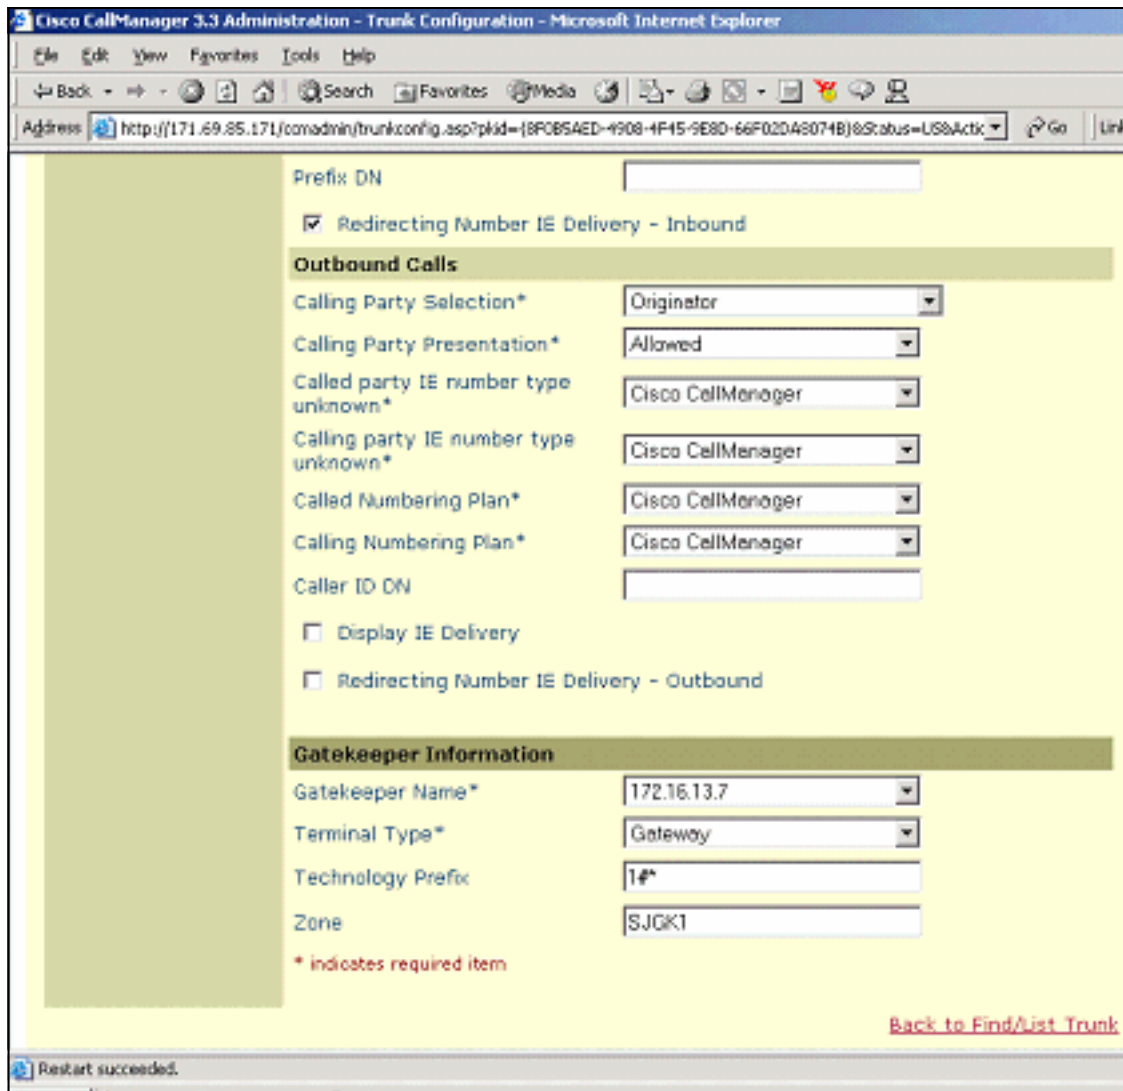 Cisco CallManager 3.3 Administration - Trunk Configuration - Microsoft Internet Explorer
File Edit View Favorites Tools Help
Back Search Favorites Media
Address http://171.69.85.171/ccmadmin/trunkconfig.asp?pkid={8F0B5AED-4908-4F45-9E8D-66F02DA8074B}&Status=US&Actic Go Link
Prefix DN
Redirecting Number IE Delivery - Inbound
Outbound Calls
Calling Party Selection* Originator
Calling Party Presentation* Allowed
Called party IE number type
unknown* Cisco CallManager
Calling party IE number type
unknown* Cisco CallManager
Called Numbering Plan* Cisco CallManager
Calling Numbering Plan* Cisco CallManager
Caller ID DN
Display IE Delivery
Redirecting Number IE Delivery - Outbound
Gatekeeper Information
Gatekeeper Name* 172.16.13.7
Terminal Type* Gateway
Technology Prefix 1#*
Zone SJGK1
* indicates required item
Back to Find/List Trunk
Restart succeeded.